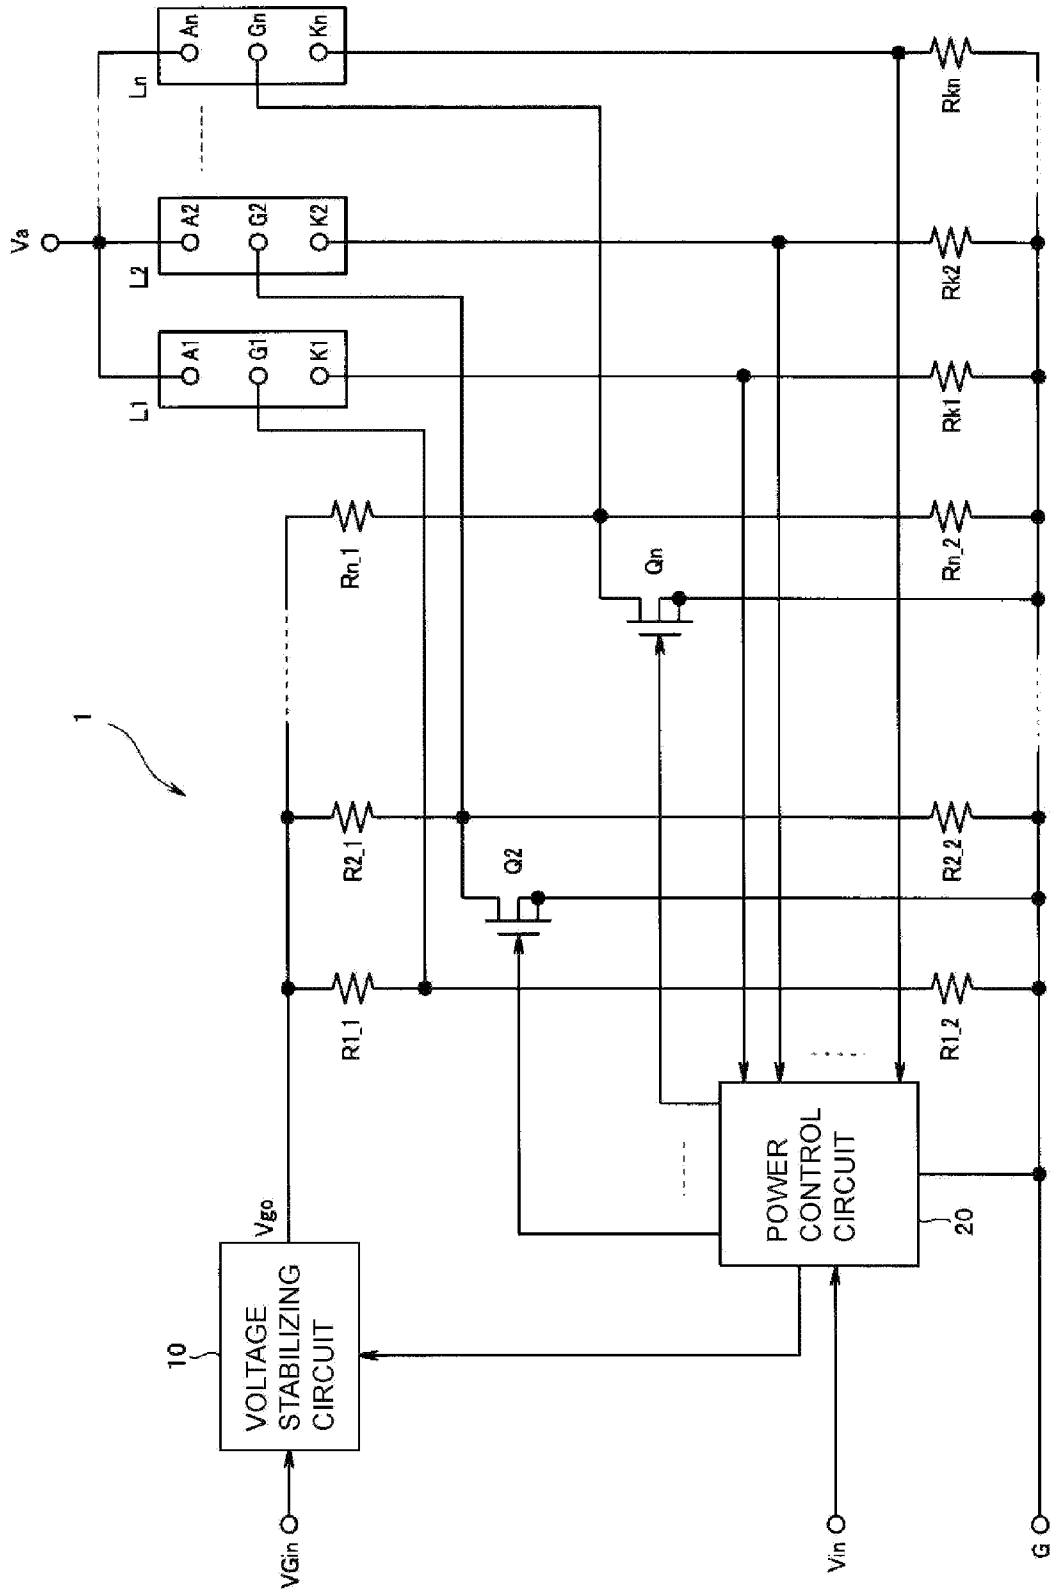 1
Va
L1
A1
G1
K1
L2
A2
G2
K2
Ln
An
Gn
Kn
VGin
10
VOLTAGE
STABILIZING
CIRCUIT
Vgo
R1_1
R2_1
Rn_1
Q2
Qn
Vin
POWER
CONTROL
CIRCUIT
20
R1_2
R2_2
Rn_2
Rk1
Rk2
Rkn
G